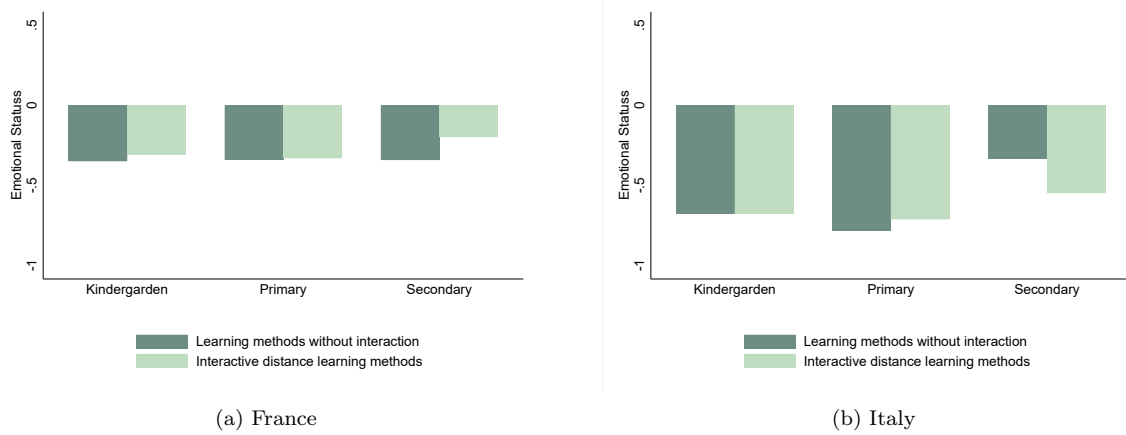 Emotional Statuss
.5
0
-.5
-1
Kindergarden Primary Secondary
Learning methods without interaction
Interactive distance learning methods
(a) France
Emotional Statuss
.5
0
-.5
-1
Kindergarden Primary Secondary
Learning methods without interaction
Interactive distance learning methods
(b) Italy